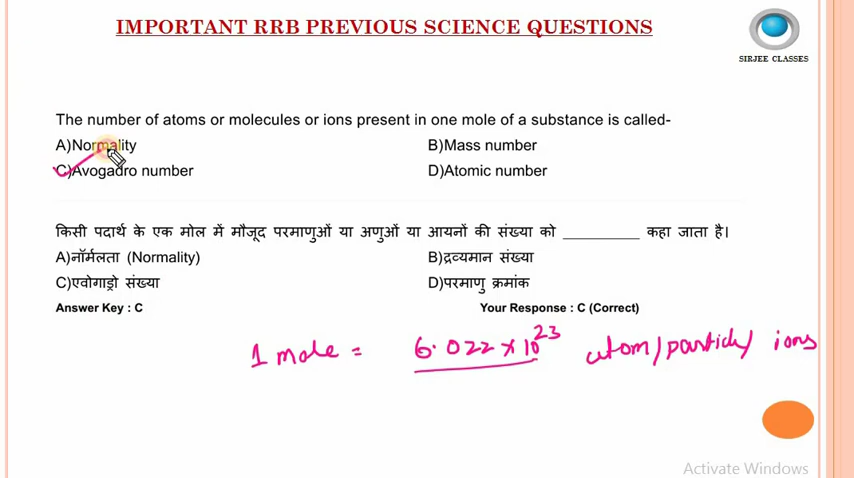 IMPORTANT RRB PREVIOUS SCIENCE QUESTIONS
SIRJEE CLASSES
The number of atoms or molecules or ions present in one mole of a substance is called-
A)Normality B)Mass number
C)Avogadro number D)Atomic number
किसी पदार्थ के एक मोल में मौजूद परमाणुओं या अणुओं या आयनों की संख्या को __________ कहा जाता है।
A)नॉर्मलता (Normality) B)द्रव्यमान संख्या
C)एवोगाड्रो संख्या D)परमाणु क्रमांक
Answer Key : C Your Response : C (Correct)
1 mole = 6.022 × 10²³ atom/particle/ ions
Activate Windows